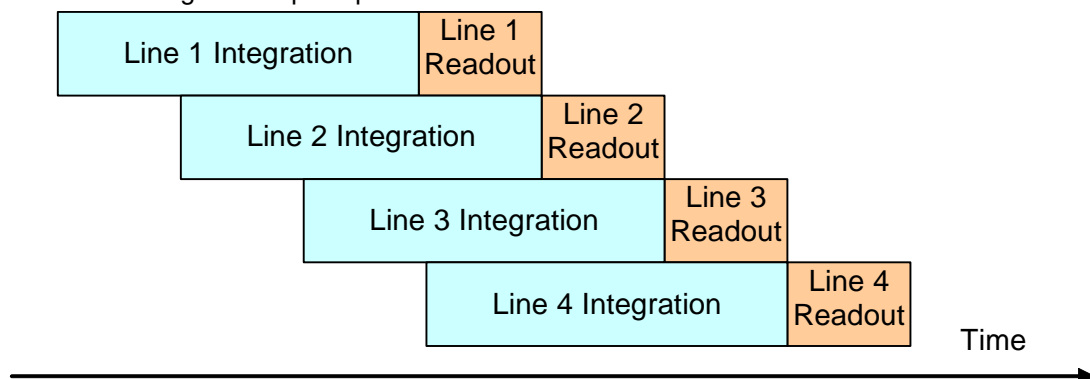 Line 1 Integration
Line 1
Readout
Line 2 Integration
Line 2
Readout
Line 3 Integration
Line 3
Readout
Line 4 Integration
Line 4
Readout
Time